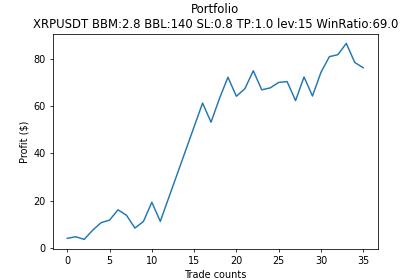 Portfolio
XRPUSDT BBM:2.8 BBL:140 SL:0.8 TP:1.0 lev:15 WinRatio:69.0
80
60
40
20
0
Profit ($)
0 5 10 15 20 25 30 35
Trade counts